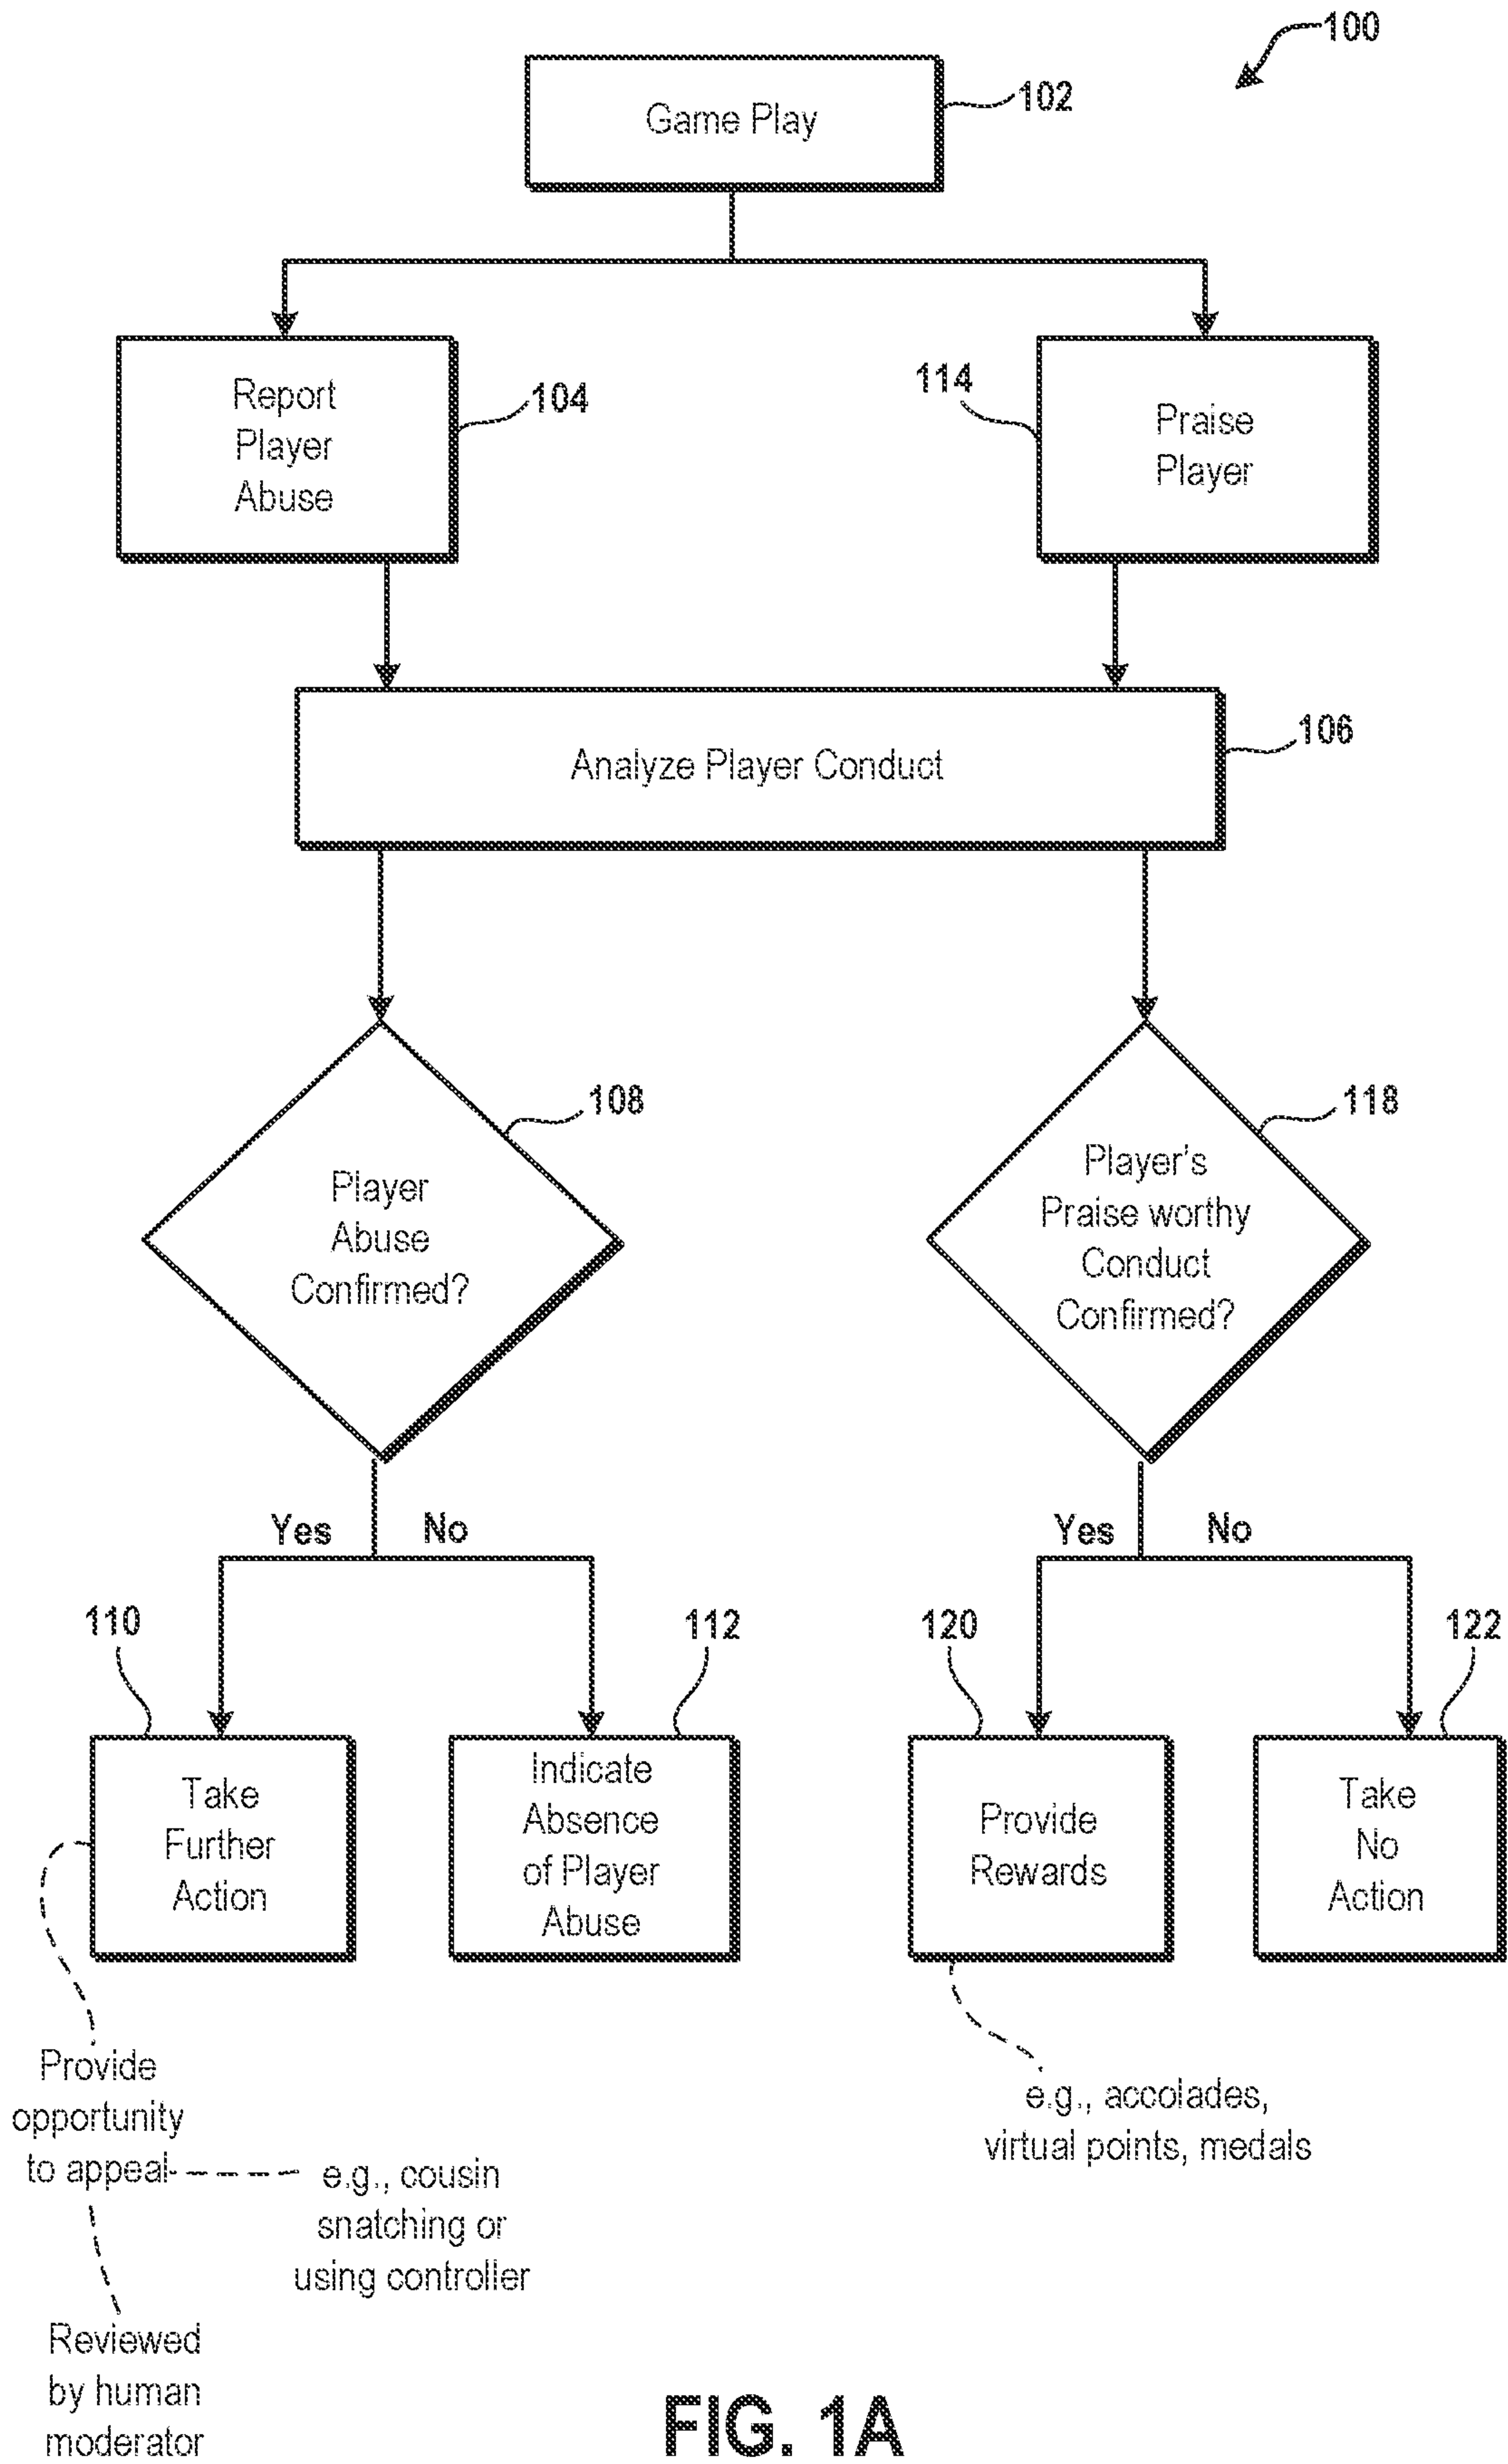 100
Game Play
102
Report
Player
Abuse
104
114
Praise
Player
Analyze Player Conduct
106
108
Player
Abuse
Confirmed?
118
Player's
Praise worthy
Conduct
Confirmed?
Yes
No
Yes
No
110
112
120
122
Take
Further
Action
Indicate
Absence
of Player
Abuse
Provide
Rewards
Take
No
Action
Provide
opportunity
to appeal
e.g., cousin
snatching or
using controller
e.g., accolades,
virtual points, medals
Reviewed
by human
moderator
FIG. 1A